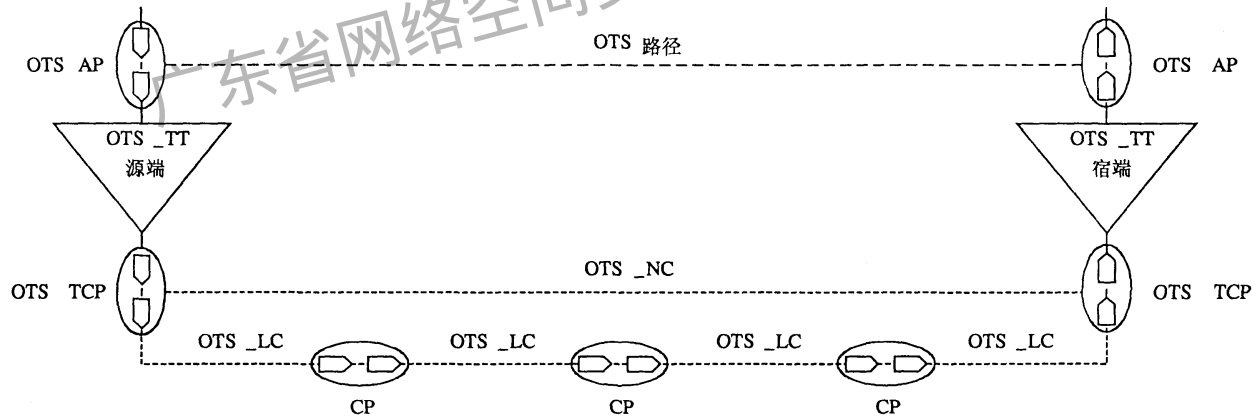 广东省网络空间
OTS 路径
OTS AP
OTS AP
OTS _TT
源端
OTS _TT
宿端
OTS _NC
OTS TCP
OTS TCP
OTS _LC
OTS _LC
OTS _LC
OTS _LC
CP
CP
CP